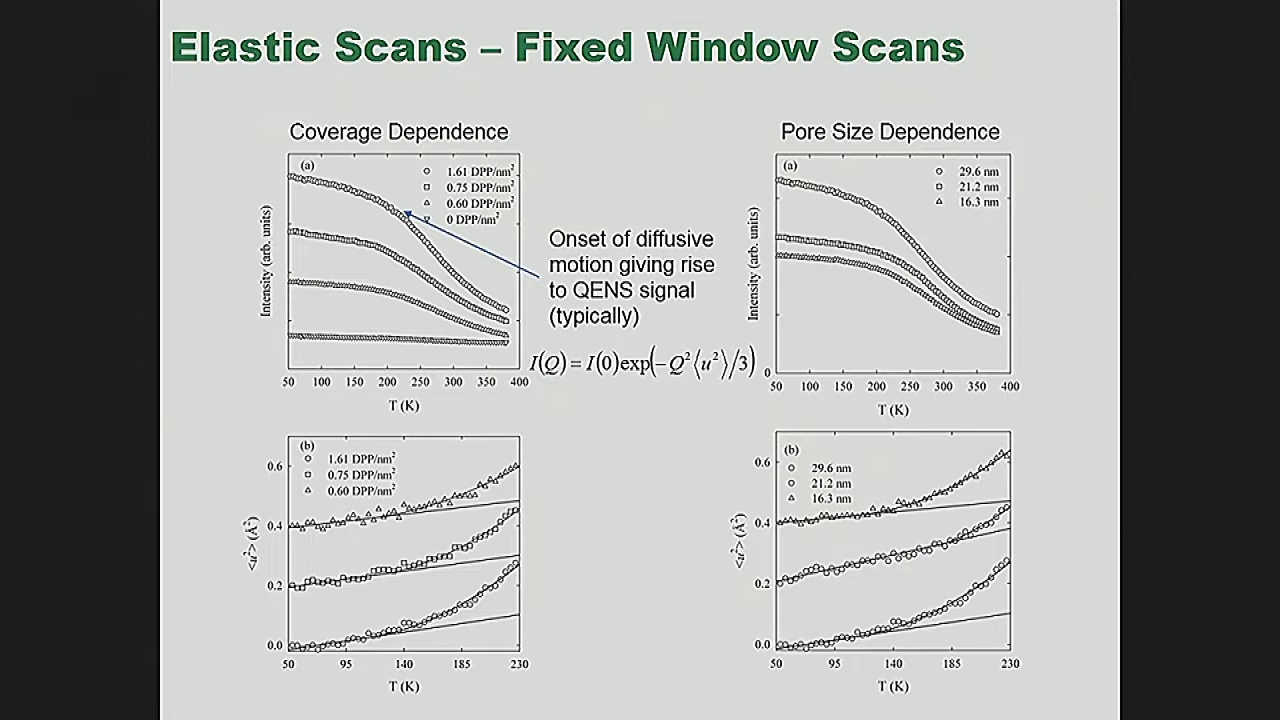 Elastic Scans – Fixed Window Scans
Coverage Dependence
(a)
1.61 DPP/nm²
0.75 DPP/nm²
0.60 DPP/nm²
0 DPP/nm²
Intensity (arb. units)
50 100 150 200 250 300 350 400
T (K)
Onset of diffusive
motion giving rise
to QENS signal
(typically)
I(Q) = I(0)exp(−Q²⟨u²⟩/3)
Pore Size Dependence
(a)
29.6 nm
21.2 nm
16.3 nm
Intensity (arb. units)
0
50 100 150 200 250 300 350 400
T (K)
(b)
1.61 DPP/nm²
0.75 DPP/nm²
0.60 DPP/nm²
<u²> (Å²)
0.6
0.4
0.2
0.0
50 95 140 185 230
T (K)
(b)
29.6 nm
21.2 nm
16.3 nm
<u²> (Å²)
0.6
0.4
0.2
0.0
50 95 140 185 230
T (K)